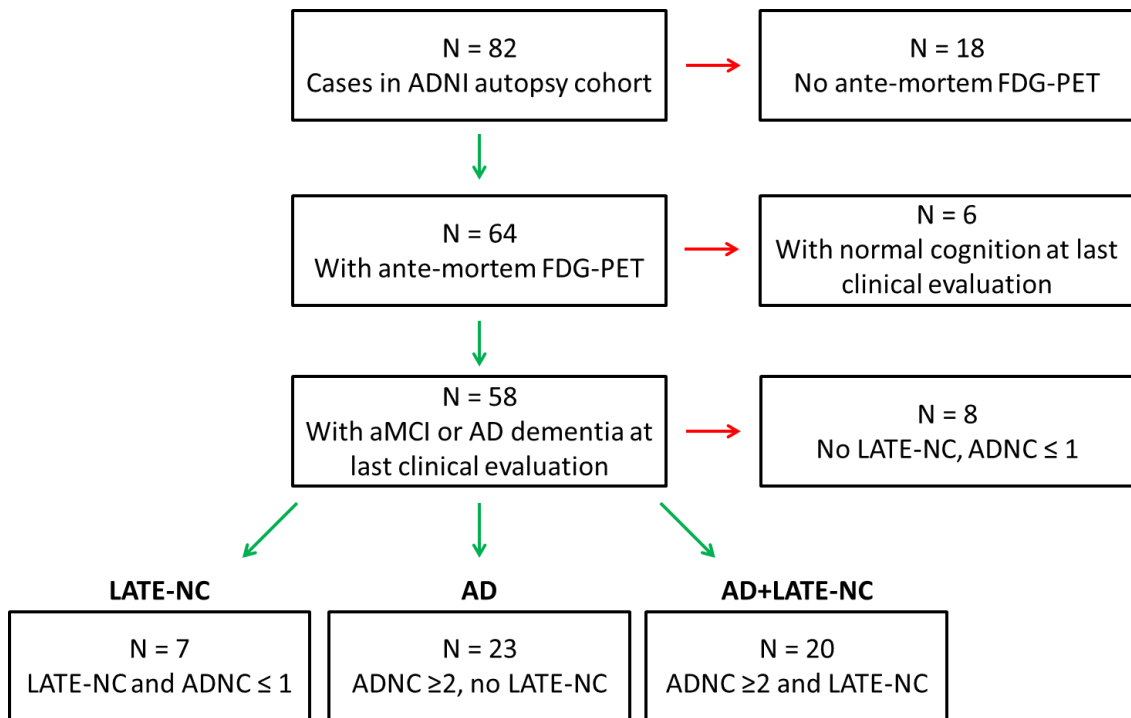 N = 82
Cases in ADNI autopsy cohort
N = 18
No ante-mortem FDG-PET
N = 64
With ante-mortem FDG-PET
N = 6
With normal cognition at last
clinical evaluation
N = 58
With aMCI or AD dementia at
last clinical evaluation
N = 8
No LATE-NC, ADNC ≤ 1
LATE-NC
N = 7
LATE-NC and ADNC ≤ 1
AD
N = 23
ADNC ≥2, no LATE-NC
AD+LATE-NC
N = 20
ADNC ≥2 and LATE-NC